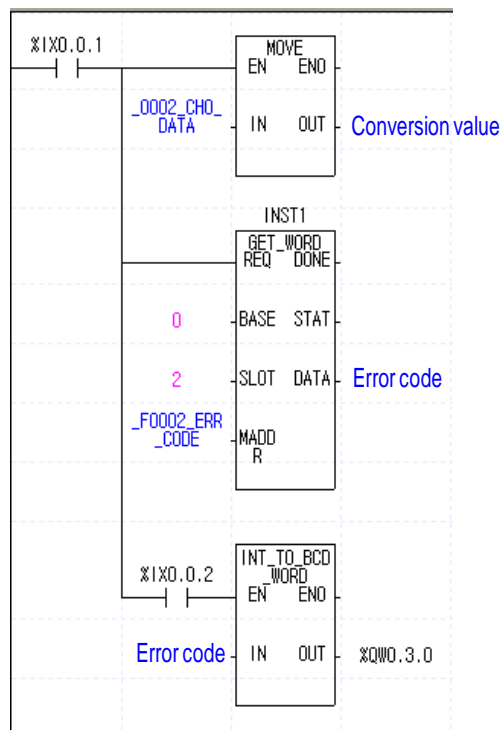 %IX0.0.1
MOVE
EN ENO
_0002_CH0_
DATA
IN OUT
Conversion value
INST1
GET_WORD
REQ DONE
0
BASE STAT
2
SLOT DATA
Error code
_F0002_ERR
_CODE
MADD
R
%IX0.0.2
INT_TO_BCD
_WORD
EN ENO
Error code
IN OUT
%QW0.3.0